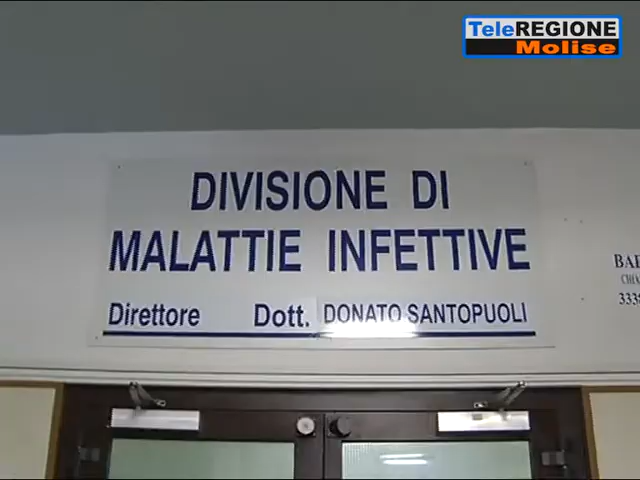 TeleREGIONE
Molise
DIVISIONE DI
MALATTIE INFETTIVE
Direttore Dott. DONATO SANTOPUOLI